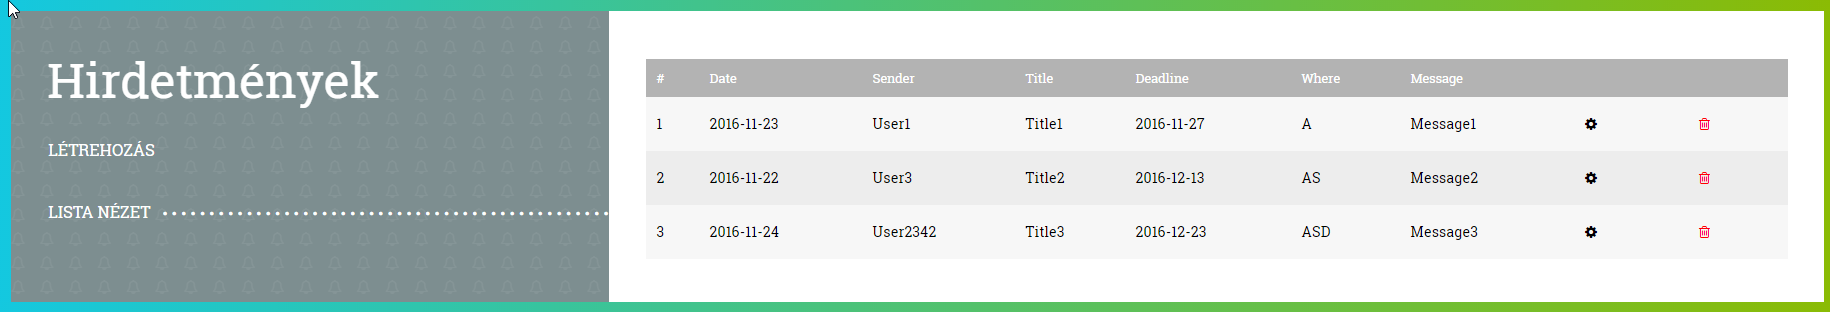 Hirdetmények
LÉTREHOZÁS
LISTA NÉZET
# Date Sender Title Deadline Where Message
1 2016-11-23 User1 Title1 2016-11-27 A Message1
2 2016-11-22 User3 Title2 2016-12-13 AS Message2
3 2016-11-24 User2342 Title3 2016-12-23 ASD Message3